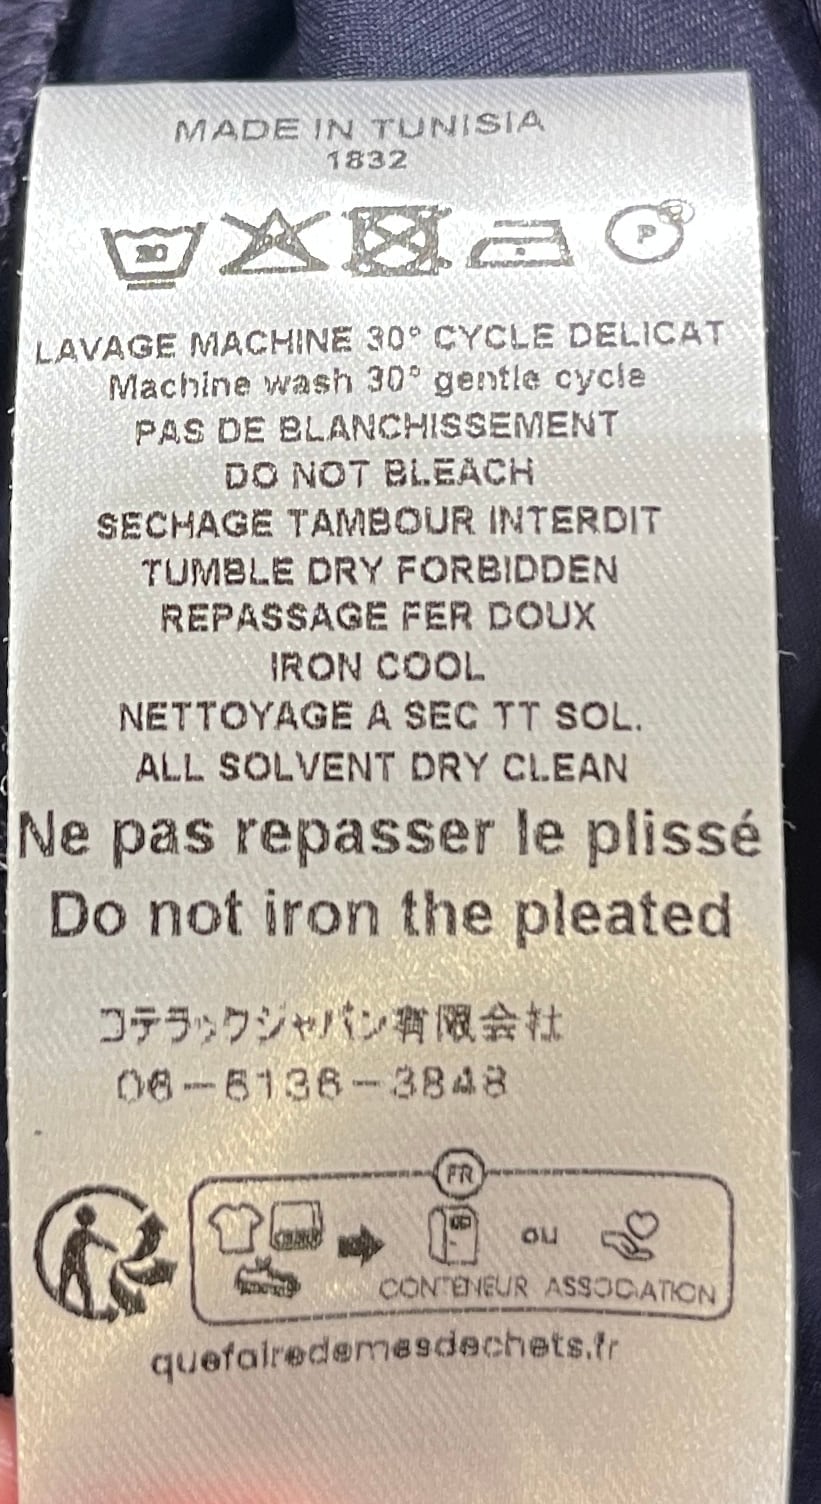 MADE IN TUNISIA
1832
30
P
LAVAGE MACHINE 30° CYCLE DELICAT
Machine wash 30° gentle cycle
PAS DE BLANCHISSEMENT
DO NOT BLEACH
SECHAGE TAMBOUR INTERDIT
TUMBLE DRY FORBIDDEN
REPASSAGE FER DOUX
IRON COOL
NETTOYAGE A SEC TT SOL.
ALL SOLVENT DRY CLEAN
Ne pas repasser le plissé
Do not iron the pleated
コテラックジャパン有限会社
06-6136-3848
FR
ou
CONTENEUR ASSOCIATION
quefairedemesdechets.fr